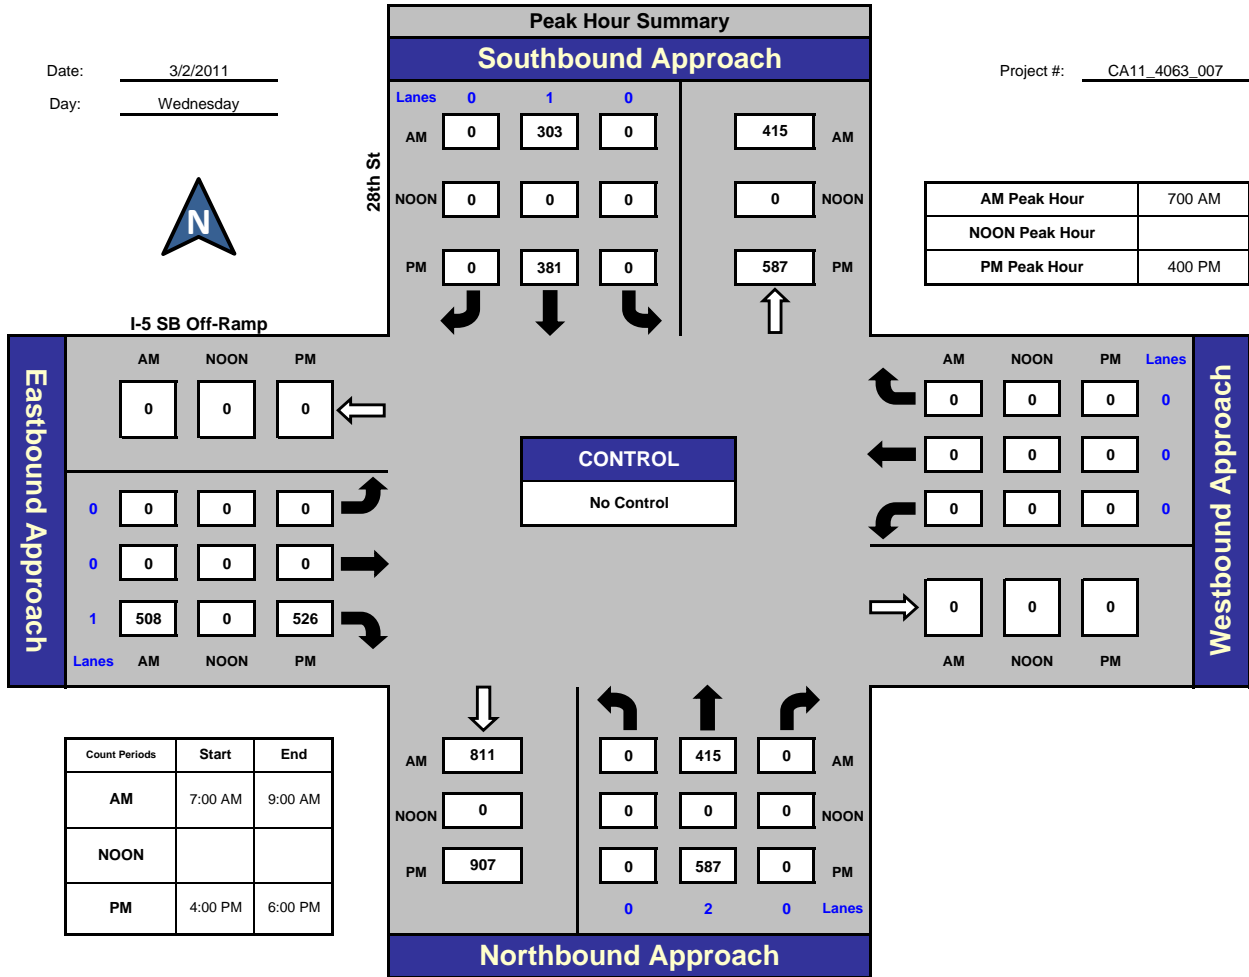 Peak Hour Summary
Southbound Approach
Date: 3/2/2011
Project #: CA11_4063_007
Day: Wednesday
Lanes 0 1 0
AM 0 303 0 415 AM
28th St
NOON 0 0 0 0 NOON
PM 0 381 0 587 PM
N
AM Peak Hour 700 AM
NOON Peak Hour
PM Peak Hour 400 PM
I-5 SB Off-Ramp
Eastbound Approach
AM NOON PM
0 0 0
0 0 0 0
0 0 0 0
1 508 0 526
Lanes AM NOON PM
CONTROL
No Control
AM NOON PM Lanes
0 0 0 0
0 0 0 0
0 0 0 0
0 0 0
AM NOON PM
Westbound Approach
Count Periods Start End
AM 7:00 AM 9:00 AM
NOON
PM 4:00 PM 6:00 PM
AM 811 0 415 0 AM
NOON 0 0 0 0 NOON
PM 907 0 587 0 PM
0 2 0 Lanes
Northbound Approach